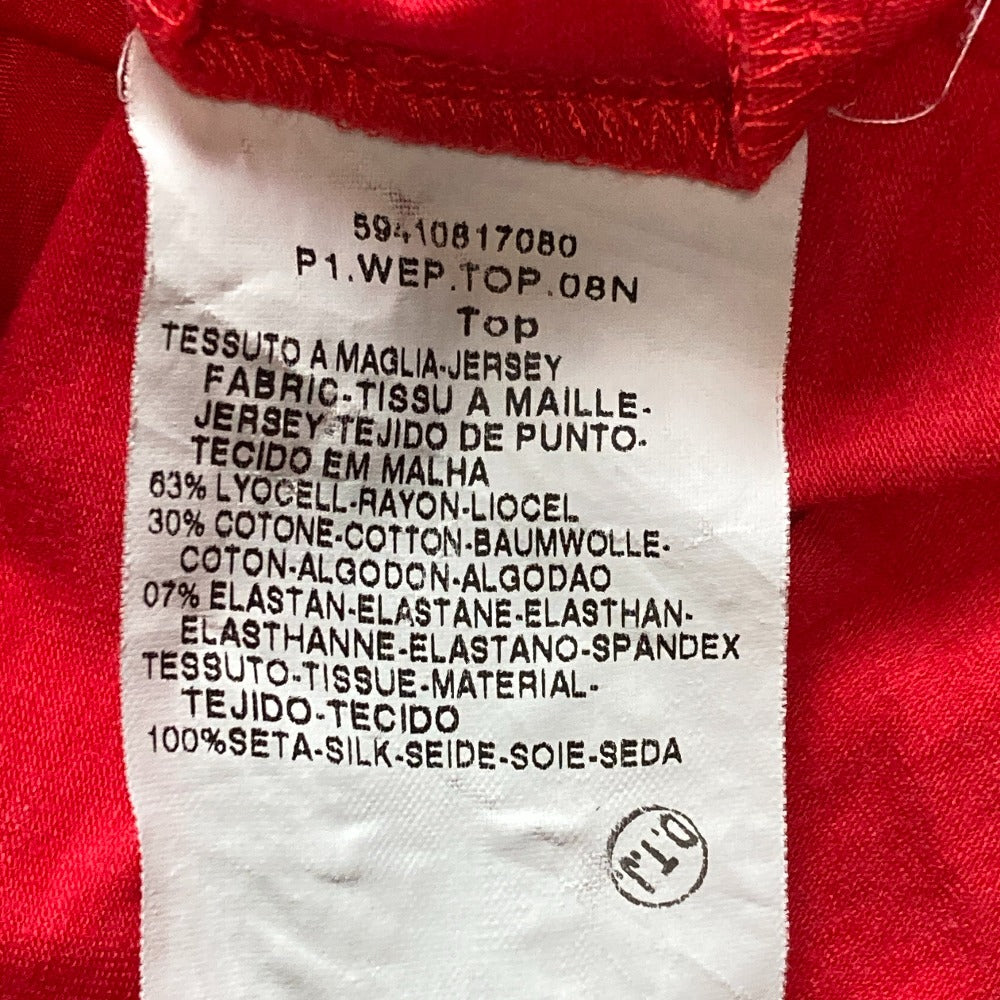 59410817080
P1.WEP.TOP.08N
Top
TESSUTO A MAGLIA-JERSEY
FABRIC-TISSU A MAILLE-
JERSEY-TEJIDO DE PUNTO-
TECIDO EM MALHA
63% LYOCELL-RAYON-LIOCEL
30% COTONE-COTTON-BAUMWOLLE-
COTON-ALGODON-ALGODAO
07% ELASTAN-ELASTANE-ELASTHAN-
ELASTHANNE-ELASTANO-SPANDEX
TESSUTO-TISSUE-MATERIAL-
TEJIDO-TECIDO
100%SETA-SILK-SEIDE-SOIE-SEDA
O.T.J